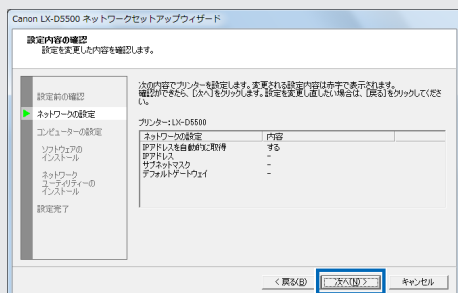 Canon LX-D5500 ネットワークセットアップウィザード
設定内容の確認
設定を変更した内容を確認します。
設定前の確認
ネットワークの設定
コンピューターの設定
ソフトウェアの
インストール
ネットワーク
ユーティリティーの
インストール
設定完了
次の内容でプリンターを設定します。変更される設定内容は赤字で表示されます。
確認ができたら、[次へ]をクリックします。設定を変更し直したい場合は、[戻る]をクリックしてくださ
い。
プリンター：LX-D5500
ネットワークの設定 内容
IPアドレスを自動的に取得 する
IPアドレス -
サブネットマスク -
デフォルトゲートウェイ -
< 戻る(B) 次へ(N) > キャンセル